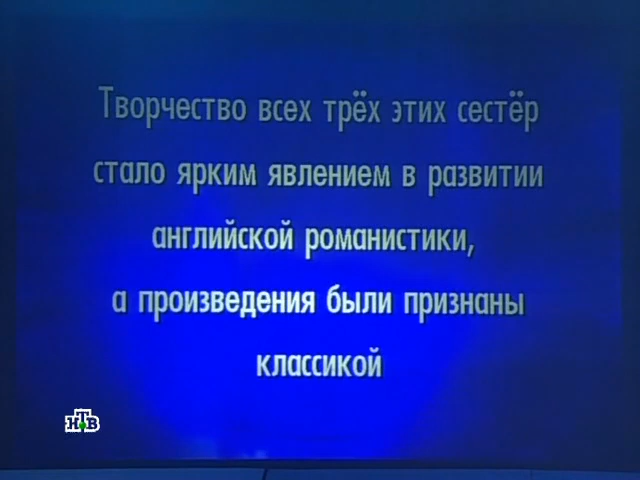 Творчество всех трёх этих сестёр
стало ярким явлением в развитии
английской романистики,
а произведения были признаны
классикой
НТВ